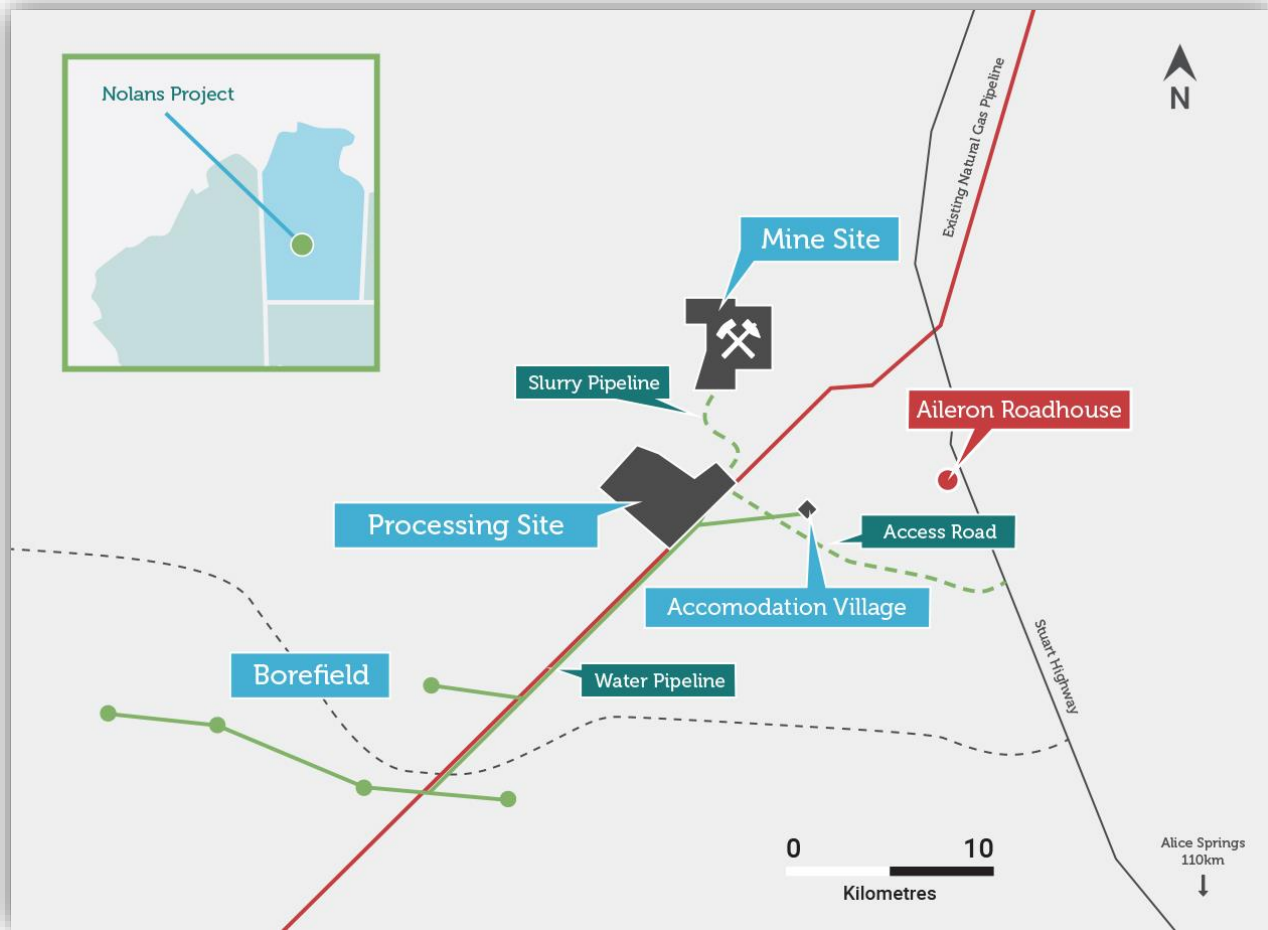 Nolans Project
N
Existing Natural Gas Pipeline
Mine Site
Slurry Pipeline
Aileron Roadhouse
Processing Site
Access Road
Accomodation Village
Borefield
Water Pipeline
Stuart Highway
0 10
Kilometres
Alice Springs
110km